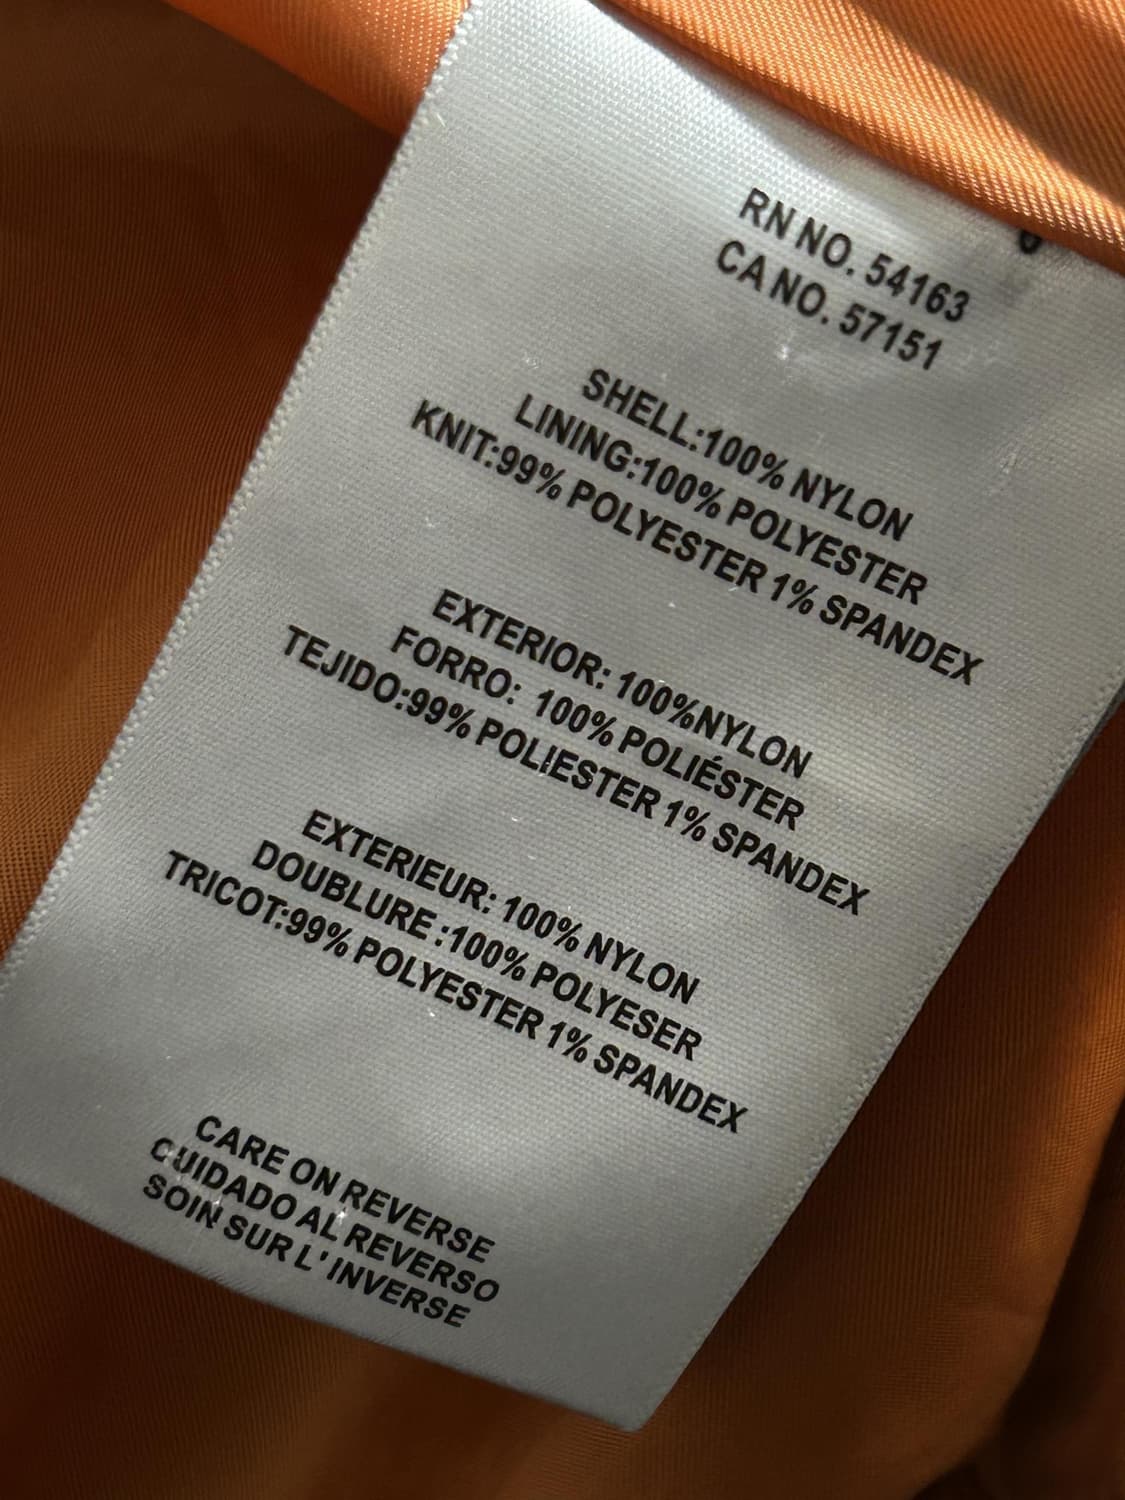 RN NO. 54163
CA NO. 57151
SHELL:100% NYLON
LINING:100% POLYESTER
KNIT:99% POLYESTER 1% SPANDEX
EXTERIOR: 100%NYLON
FORRO: 100% POLIÉSTER
TEJIDO:99% POLIESTER 1% SPANDEX
EXTERIEUR: 100% NYLON
DOUBLURE :100% POLYESER
TRICOT:99% POLYESTER 1% SPANDEX
CARE ON REVERSE
CUIDADO AL REVERSO
SOIN SUR L'INVERSE